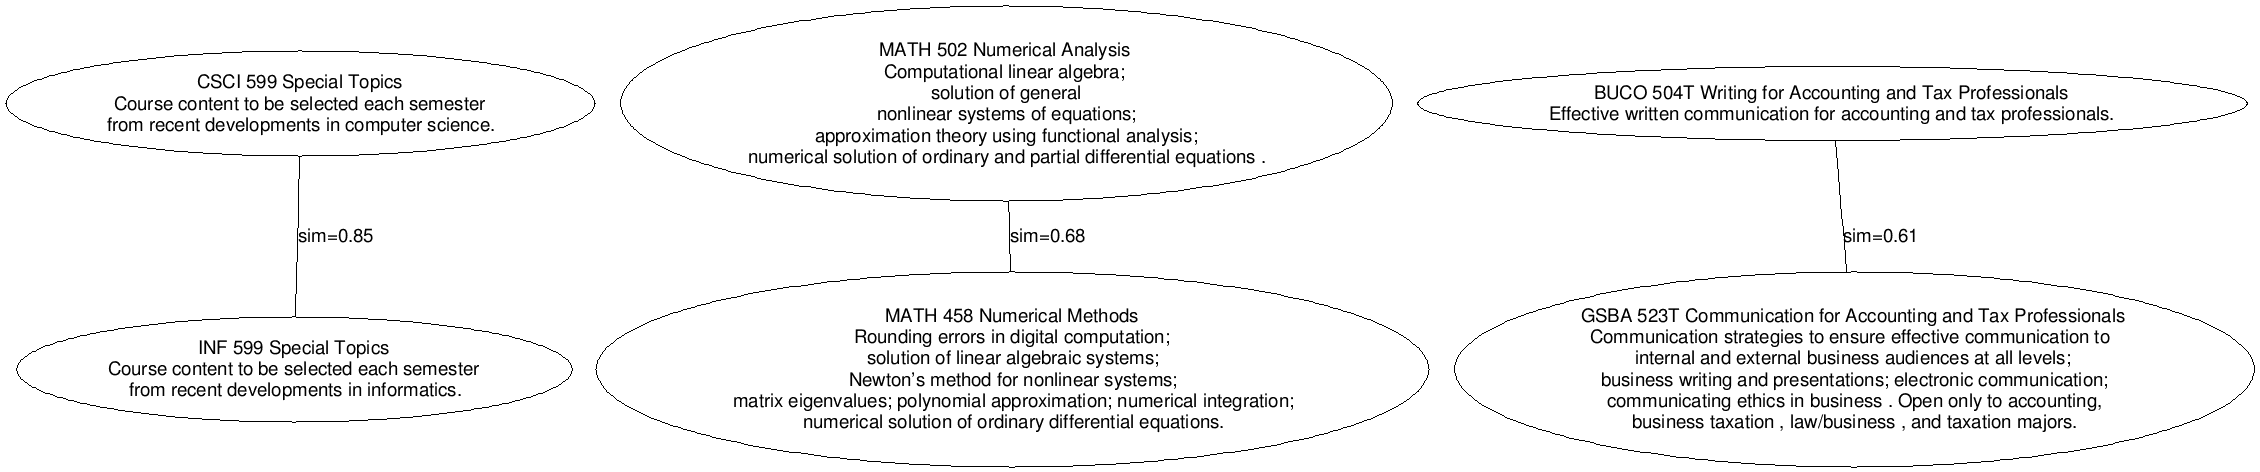 CSCI 599 Special Topics
Course content to be selected each semester
from recent developments in computer science.
MATH 502 Numerical Analysis
Computational linear algebra;
solution of general
nonlinear systems of equations;
approximation theory using functional analysis;
numerical solution of ordinary and partial differential equations .
BUCO 504T Writing for Accounting and Tax Professionals
Effective written communication for accounting and tax professionals.
sim=0.85
sim=0.68
sim=0.61
INF 599 Special Topics
Course content to be selected each semester
from recent developments in informatics.
MATH 458 Numerical Methods
Rounding errors in digital computation;
solution of linear algebraic systems;
Newton's method for nonlinear systems;
matrix eigenvalues; polynomial approximation; numerical integration;
numerical solution of ordinary differential equations.
GSBA 523T Communication for Accounting and Tax Professionals
Communication strategies to ensure effective communication to
internal and external business audiences at all levels;
business writing and presentations; electronic communication;
communicating ethics in business . Open only to accounting,
business taxation , law/business , and taxation majors.